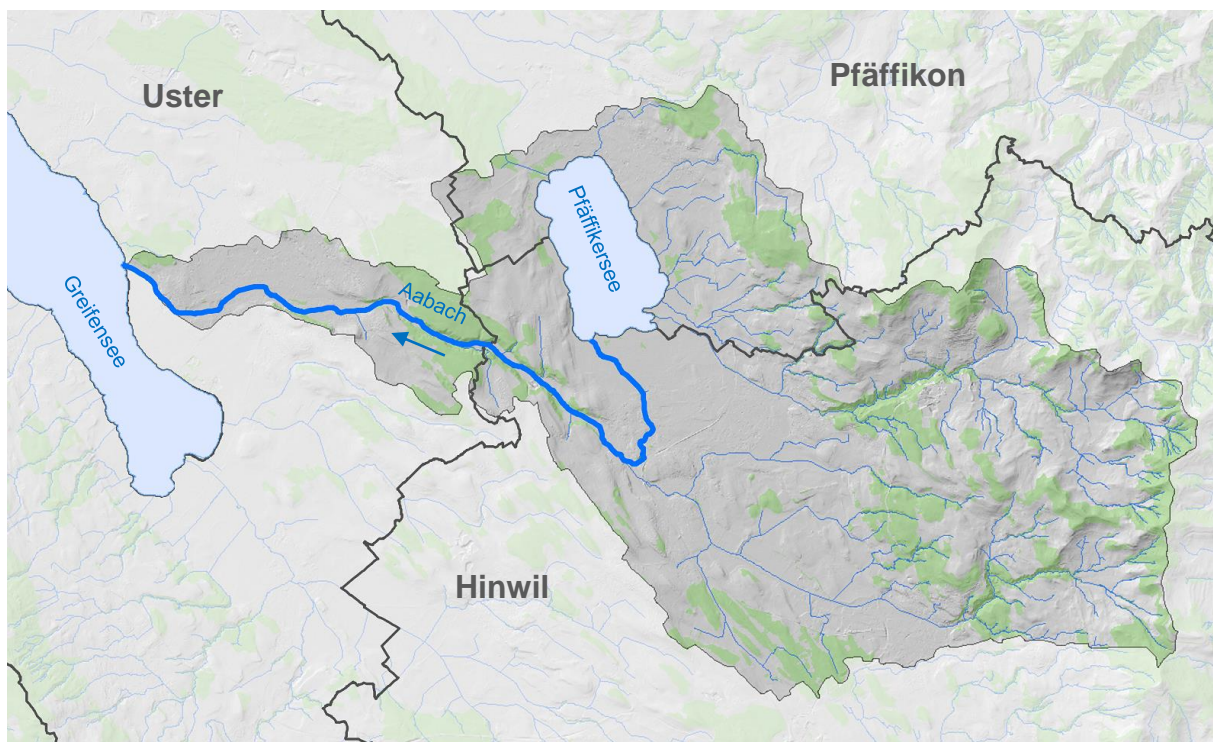 Pfäffikon
Uster
Pfäffikersee
Greifensee
Aabach
Hinwil